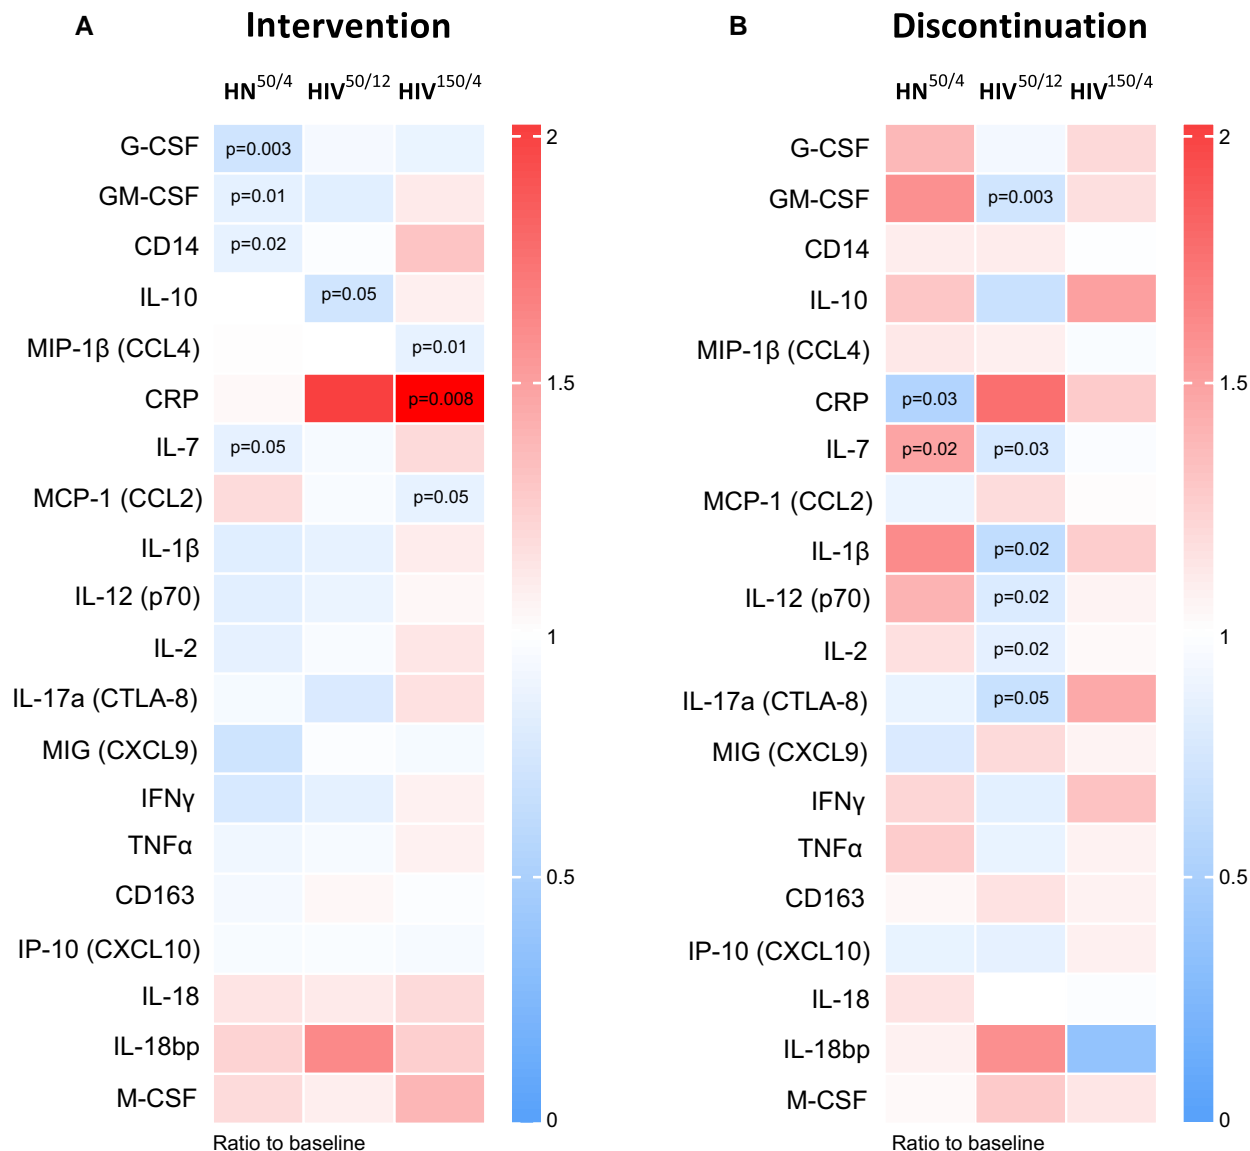 A Intervention
HN50/4 HIV50/12 HIV150/4
G-CSF p=0.003
GM-CSF p=0.01
CD14 p=0.02
IL-10 p=0.05
MIP-1β (CCL4) p=0.01
CRP p=0.008
IL-7 p=0.05
MCP-1 (CCL2) p=0.05
IL-1β
IL-12 (p70)
IL-2
IL-17a (CTLA-8)
MIG (CXCL9)
IFNγ
TNFα
CD163
IP-10 (CXCL10)
IL-18
IL-18bp
M-CSF
Ratio to baseline
2
1.5
1
0.5
0
B Discontinuation
HN50/4 HIV50/12 HIV150/4
G-CSF
GM-CSF p=0.003
CD14
IL-10
MIP-1β (CCL4)
CRP p=0.03
IL-7 p=0.02 p=0.03
MCP-1 (CCL2)
IL-1β p=0.02
IL-12 (p70) p=0.02
IL-2 p=0.02
IL-17a (CTLA-8) p=0.05
MIG (CXCL9)
IFNγ
TNFα
CD163
IP-10 (CXCL10)
IL-18
IL-18bp
M-CSF
Ratio to baseline
2
1.5
1
0.5
0